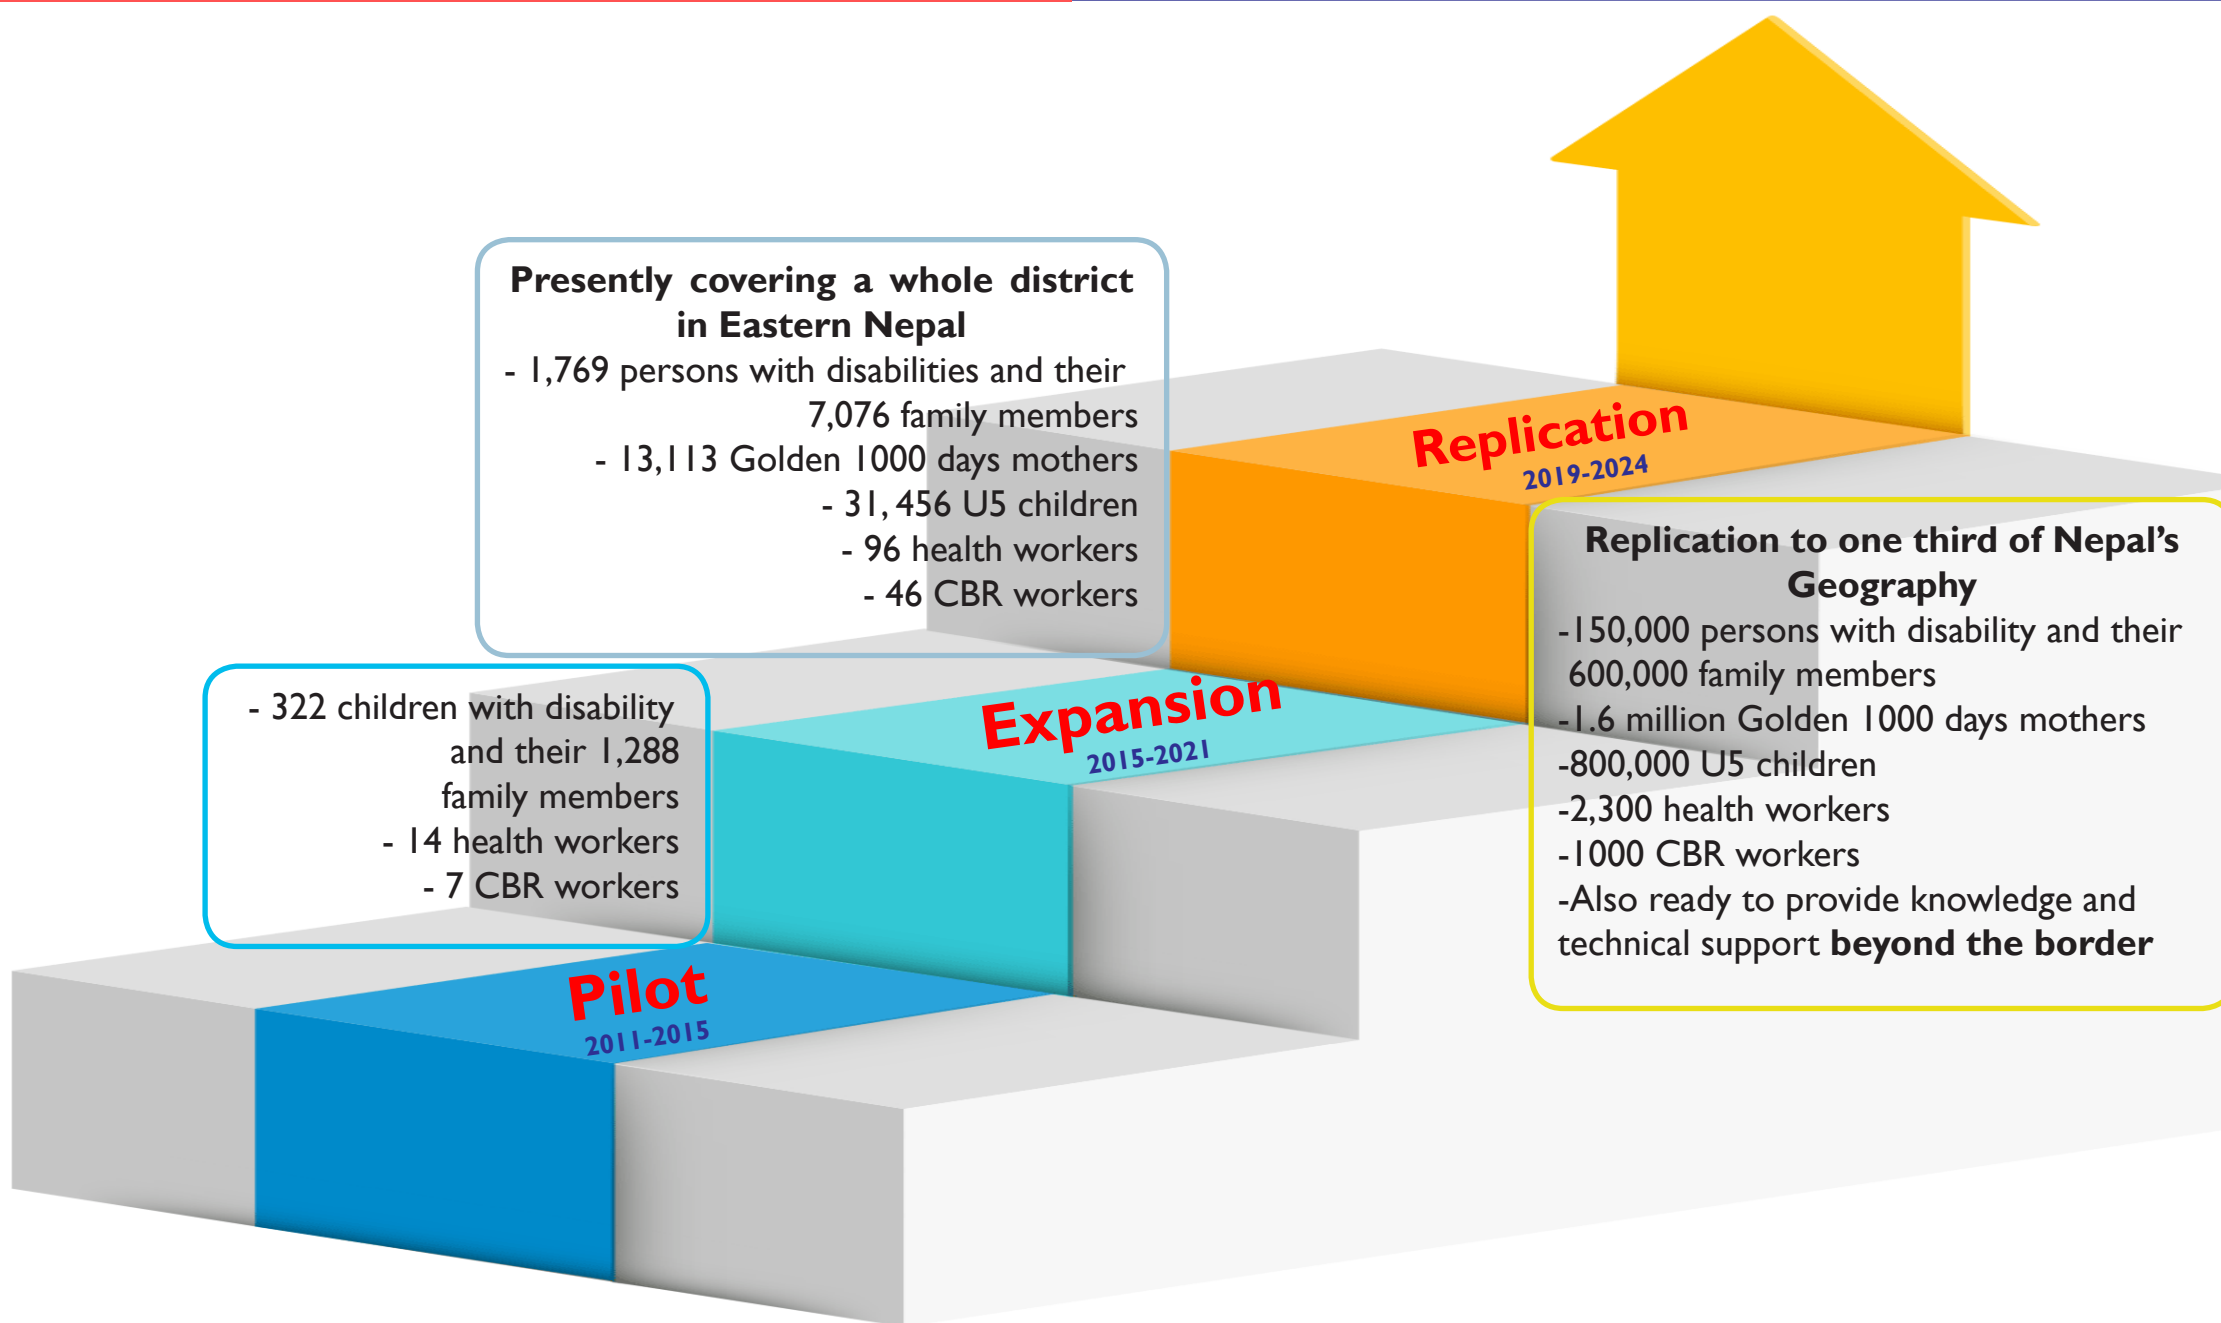 Presently covering a whole district
in Eastern Nepal
- 1,769 persons with disabilities and their
7,076 family members
- 13,113 Golden 1000 days mothers
- 31, 456 U5 children
- 96 health workers
- 46 CBR workers
Replication
2019-2024
Replication to one third of Nepal’s
Geography
-150,000 persons with disability and their
600,000 family members
-1.6 million Golden 1000 days mothers
-800,000 U5 children
-2,300 health workers
-1000 CBR workers
-Also ready to provide knowledge and
technical support beyond the border
Expansion
2015-2021
- 322 children with disability
and their 1,288
family members
- 14 health workers
- 7 CBR workers
Pilot
2011-2015